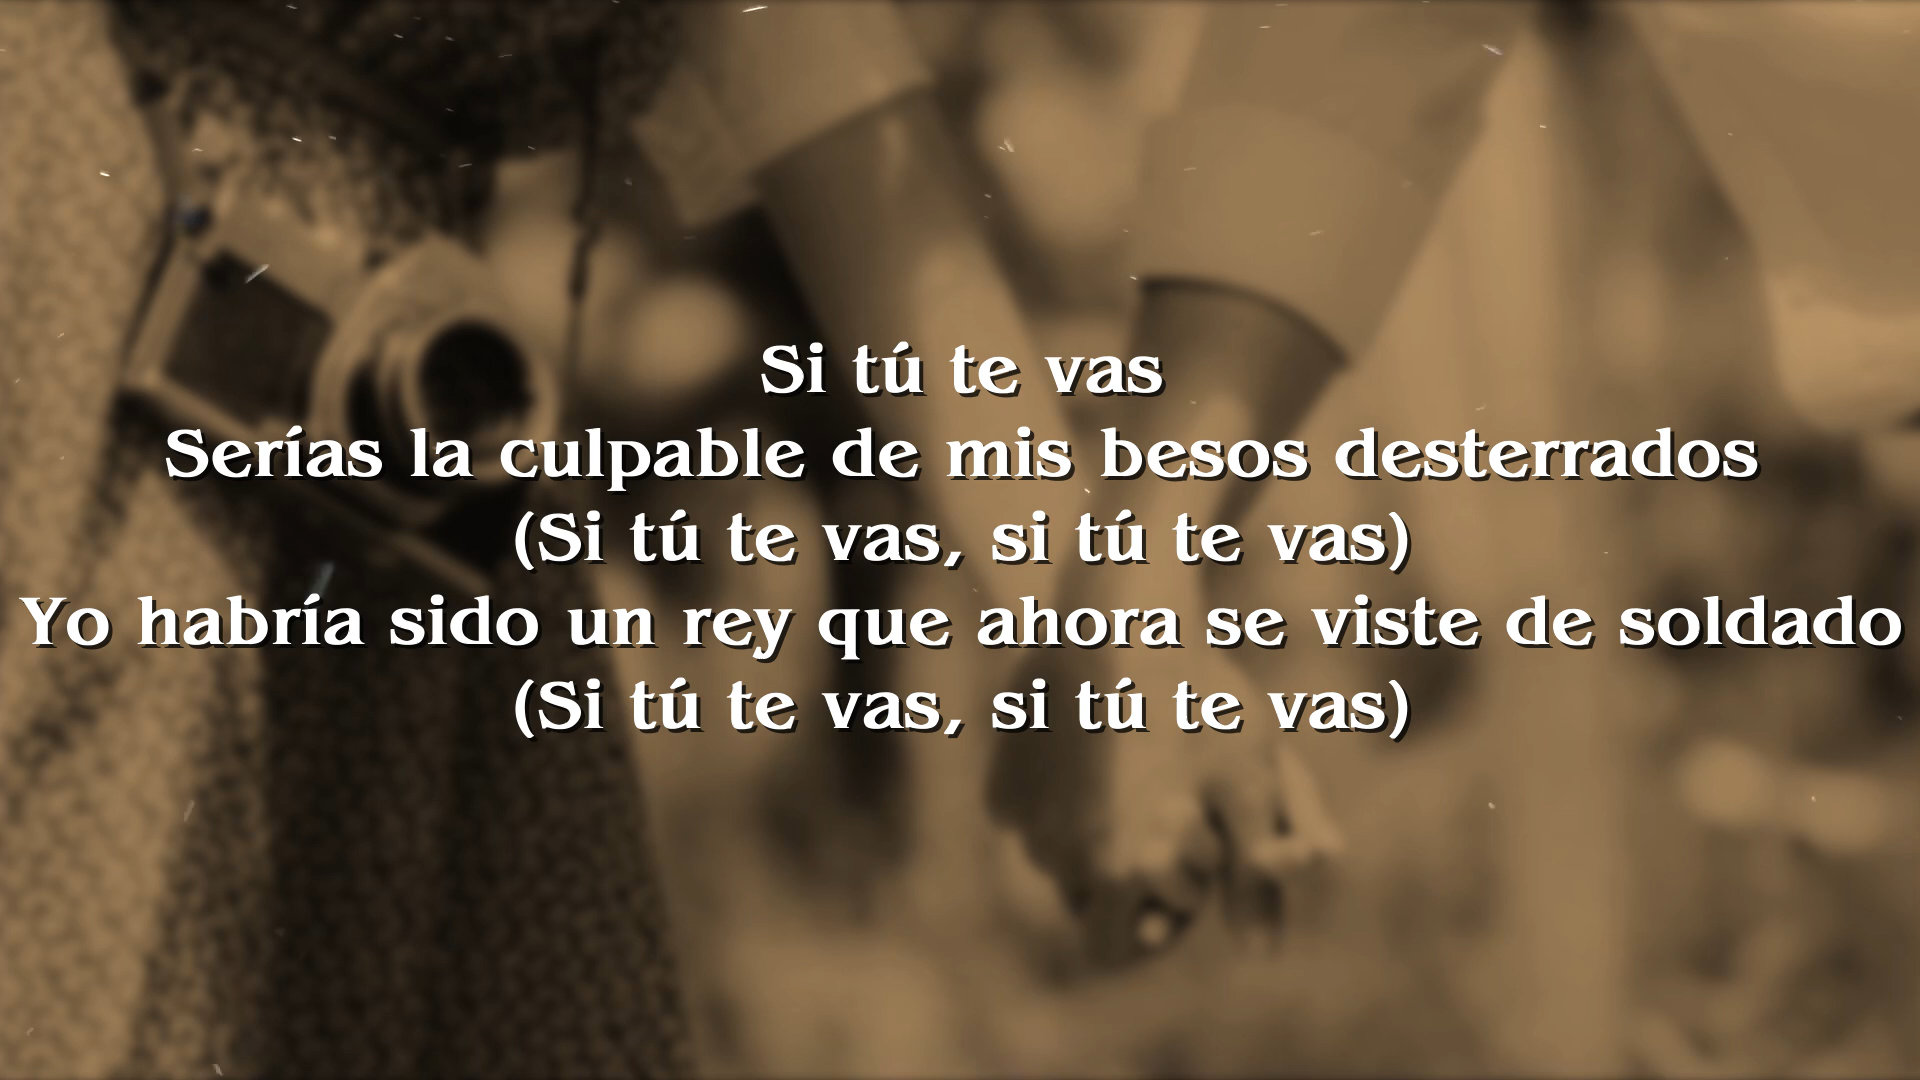 Si tú te vas
Serías la culpable de mis besos desterrados
(Si tú te vas, si tú te vas)
Yo habría sido un rey que ahora se viste de soldado
(Si tú te vas, si tú te vas)